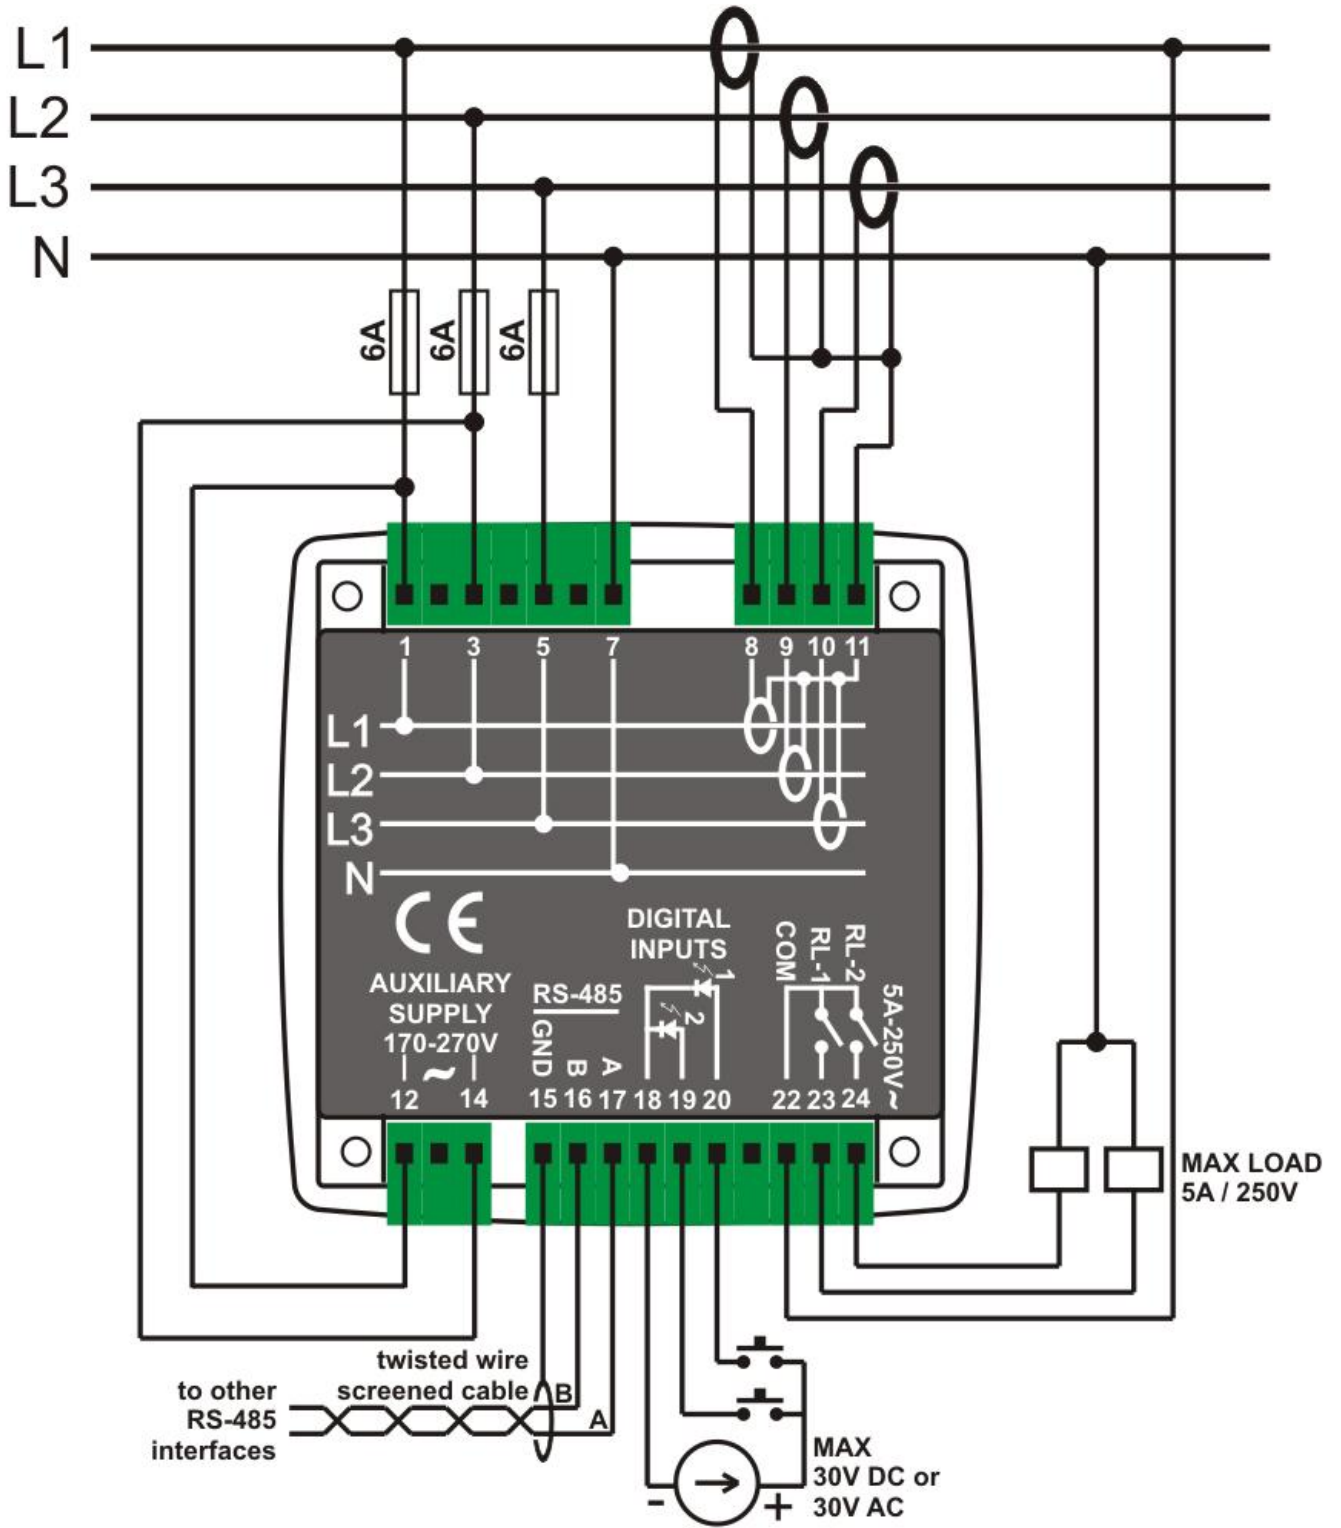 L1
L2
L3
N
6A
6A
6A
1 3 5 7 8 9 10 11
L1
L2
L3
N
CE
AUXILIARY
SUPPLY
170-270V
~
12 14
RS-485
GND
B
A
15 16 17
DIGITAL
INPUTS
1
2
18 19 20
COM
RL-1
RL-2
5A-250V~
22 23 24
MAX LOAD
5A / 250V
twisted wire
screened cable
B
A
to other
RS-485
interfaces
- +
MAX
30V DC or
30V AC